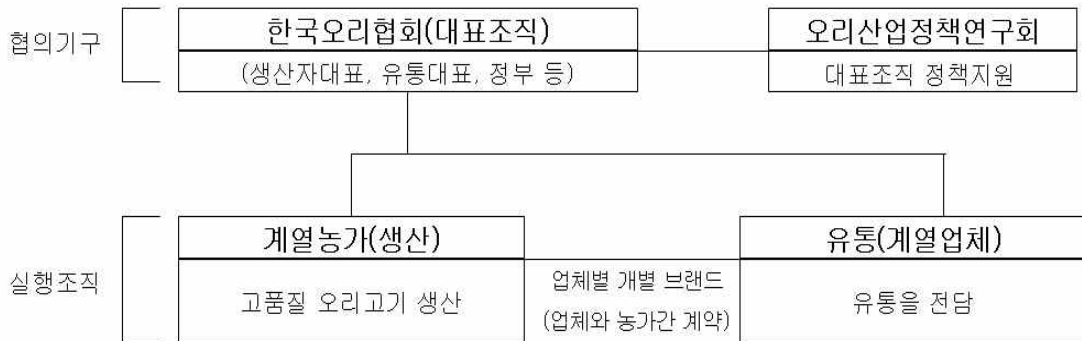 협의기구
한국오리협회(대표조직)
(생산자대표, 유통대표, 정부 등)
오리산업정책연구회
대표조직 정책지원
실행조직
계열농가(생산)
고품질 오리고기 생산
업체별 개별 브랜드
(업체와 농가간 계약)
유통(계열업체)
유통을 전담